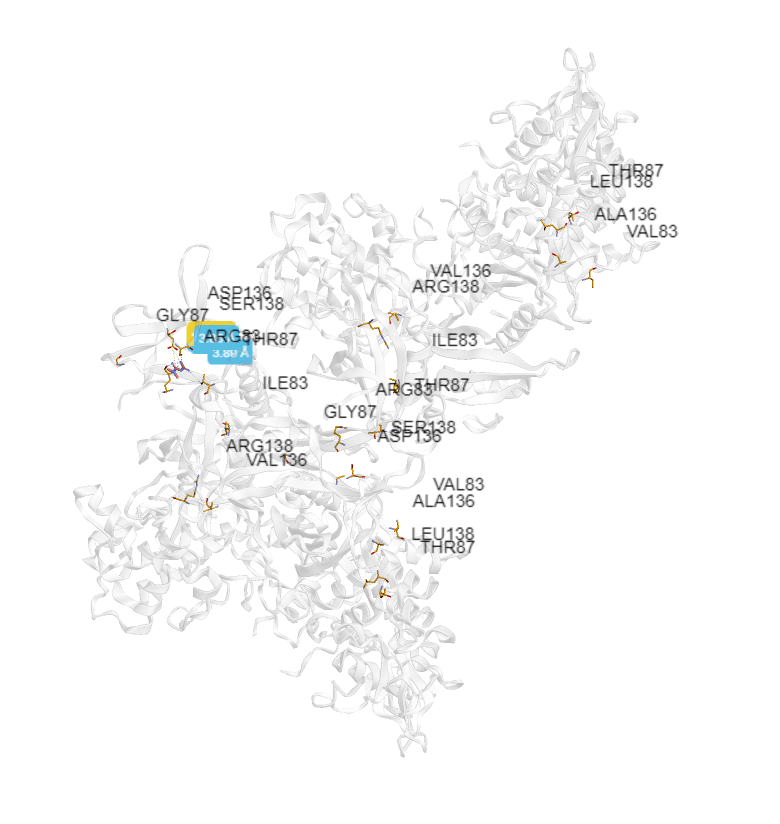 THR87
LEU138
ALA136
VAL83
VAL136
ARG138
ASP136
SER138
GLY87
ARG83
THR87
3.80 Å
ILE83
ILE83
THR87
ARG83
GLY87
SER138
ASP136
ARG138
VAL136
VAL83
ALA136
LEU138
THR87